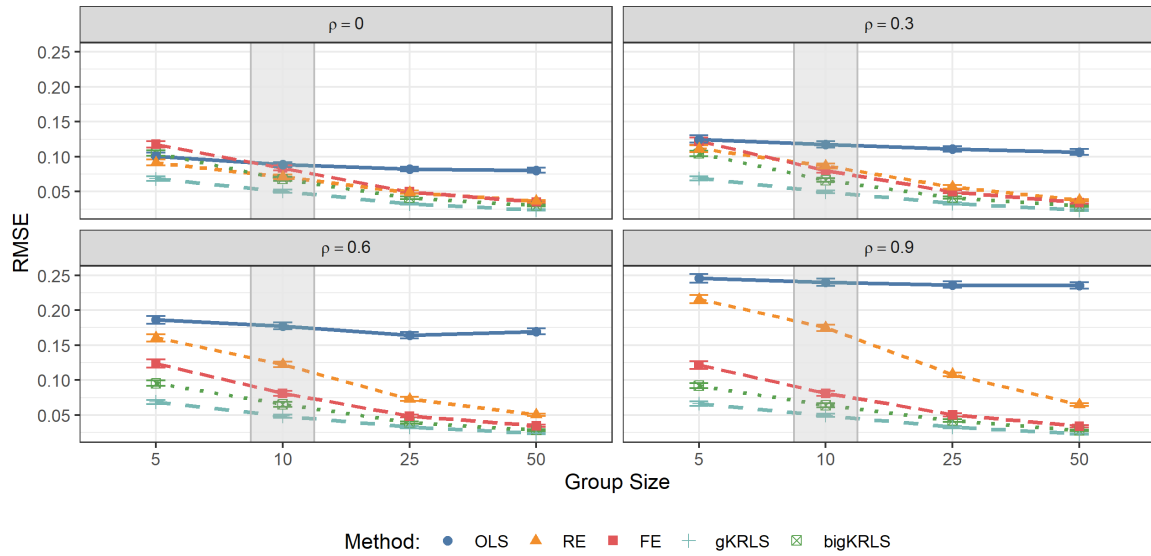 ρ = 0
ρ = 0.3
0.25
0.20
0.15
0.10
0.05
RMSE
ρ = 0.6
ρ = 0.9
0.25
0.20
0.15
0.10
0.05
5 10 25 50 5 10 25 50
Group Size
Method: OLS RE FE gKRLS bigKRLS